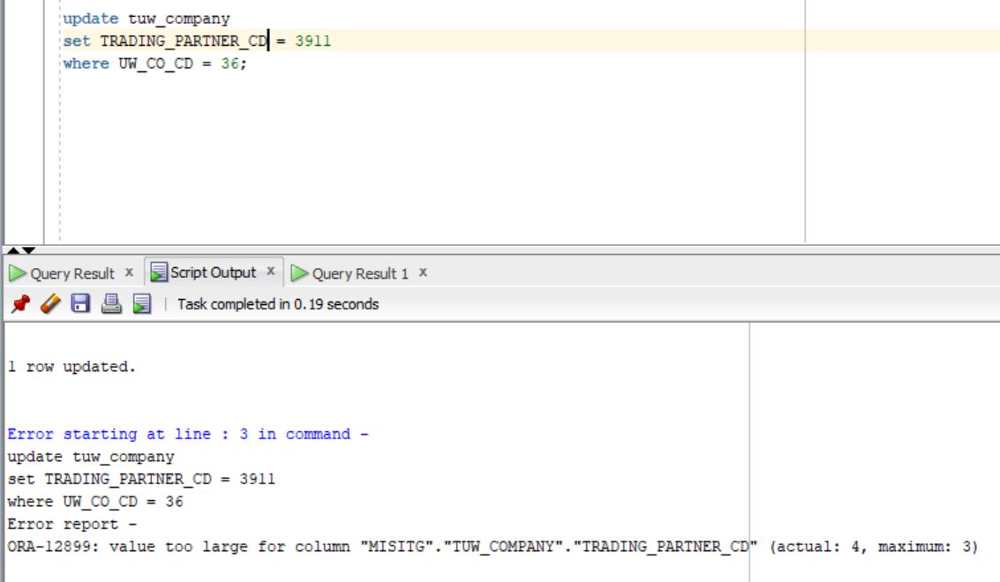 update tuw_company
set TRADING_PARTNER_CD = 3911
where UW_CO_CD = 36;
Query Result x Script Output x Query Result 1 x
Task completed in 0.19 seconds
1 row updated.
Error starting at line : 3 in command -
update tuw_company
set TRADING_PARTNER_CD = 3911
where UW_CO_CD = 36
Error report -
ORA-12899: value too large for column "MISITG"."TUW_COMPANY"."TRADING_PARTNER_CD" (actual: 4, maximum: 3)